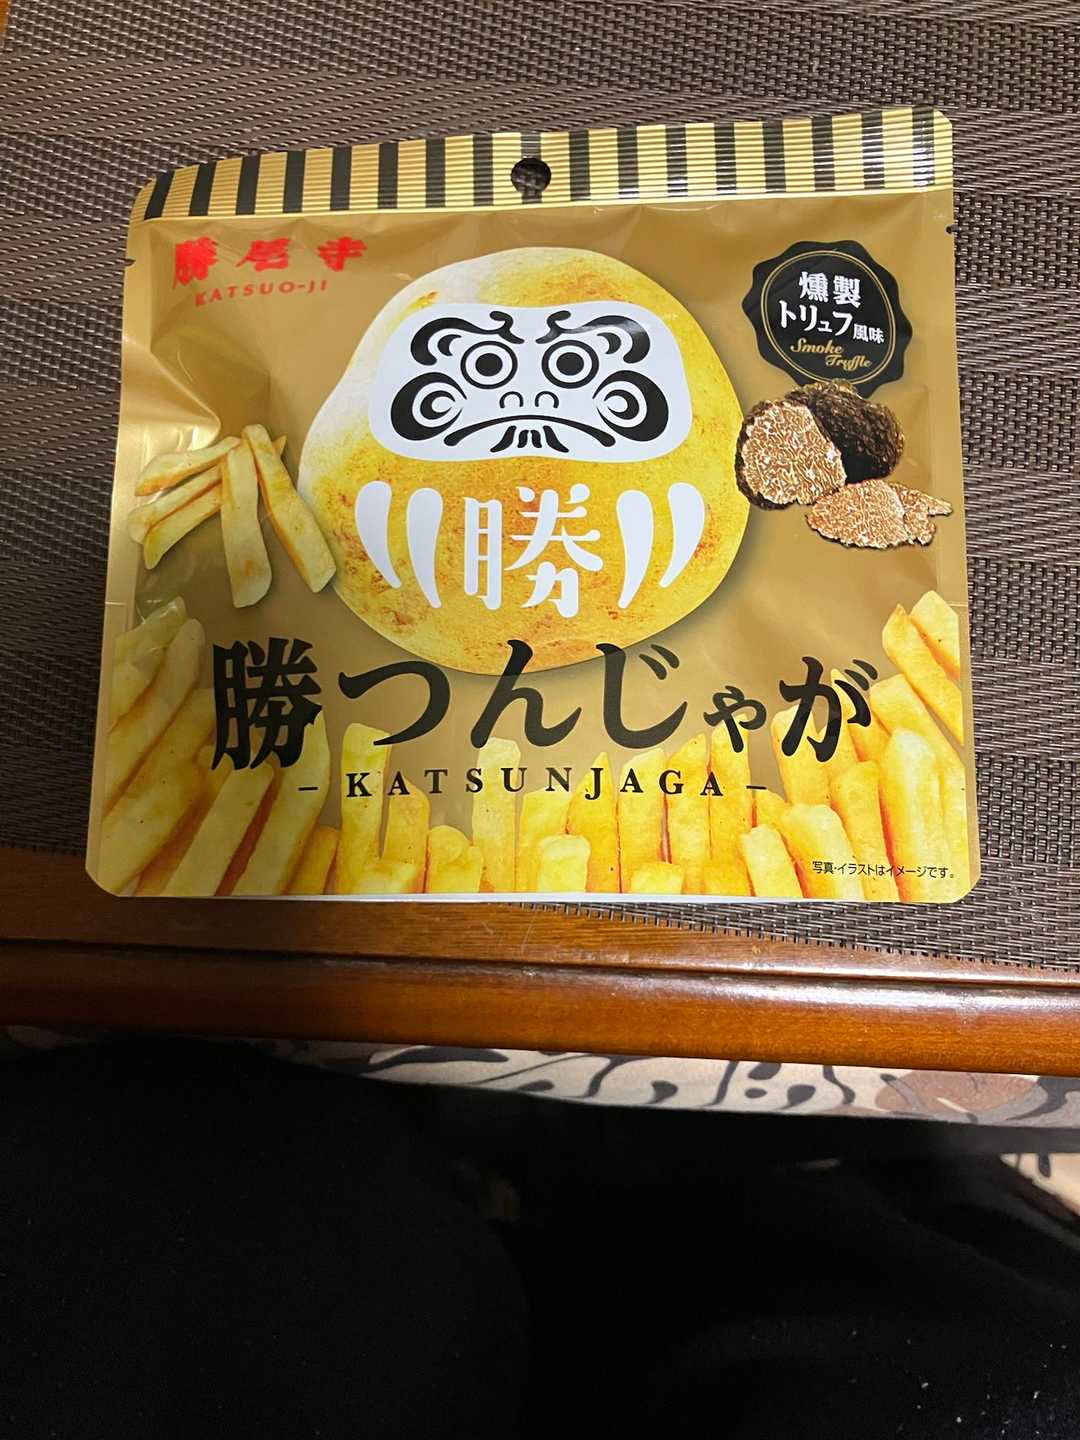 勝尾寺
KATSUO-JI
燻製
トリュフ風味
Smoke
Truffle
勝
勝つんじゃが
－KATSUNJAGA－
写真・イラストはイメージです。